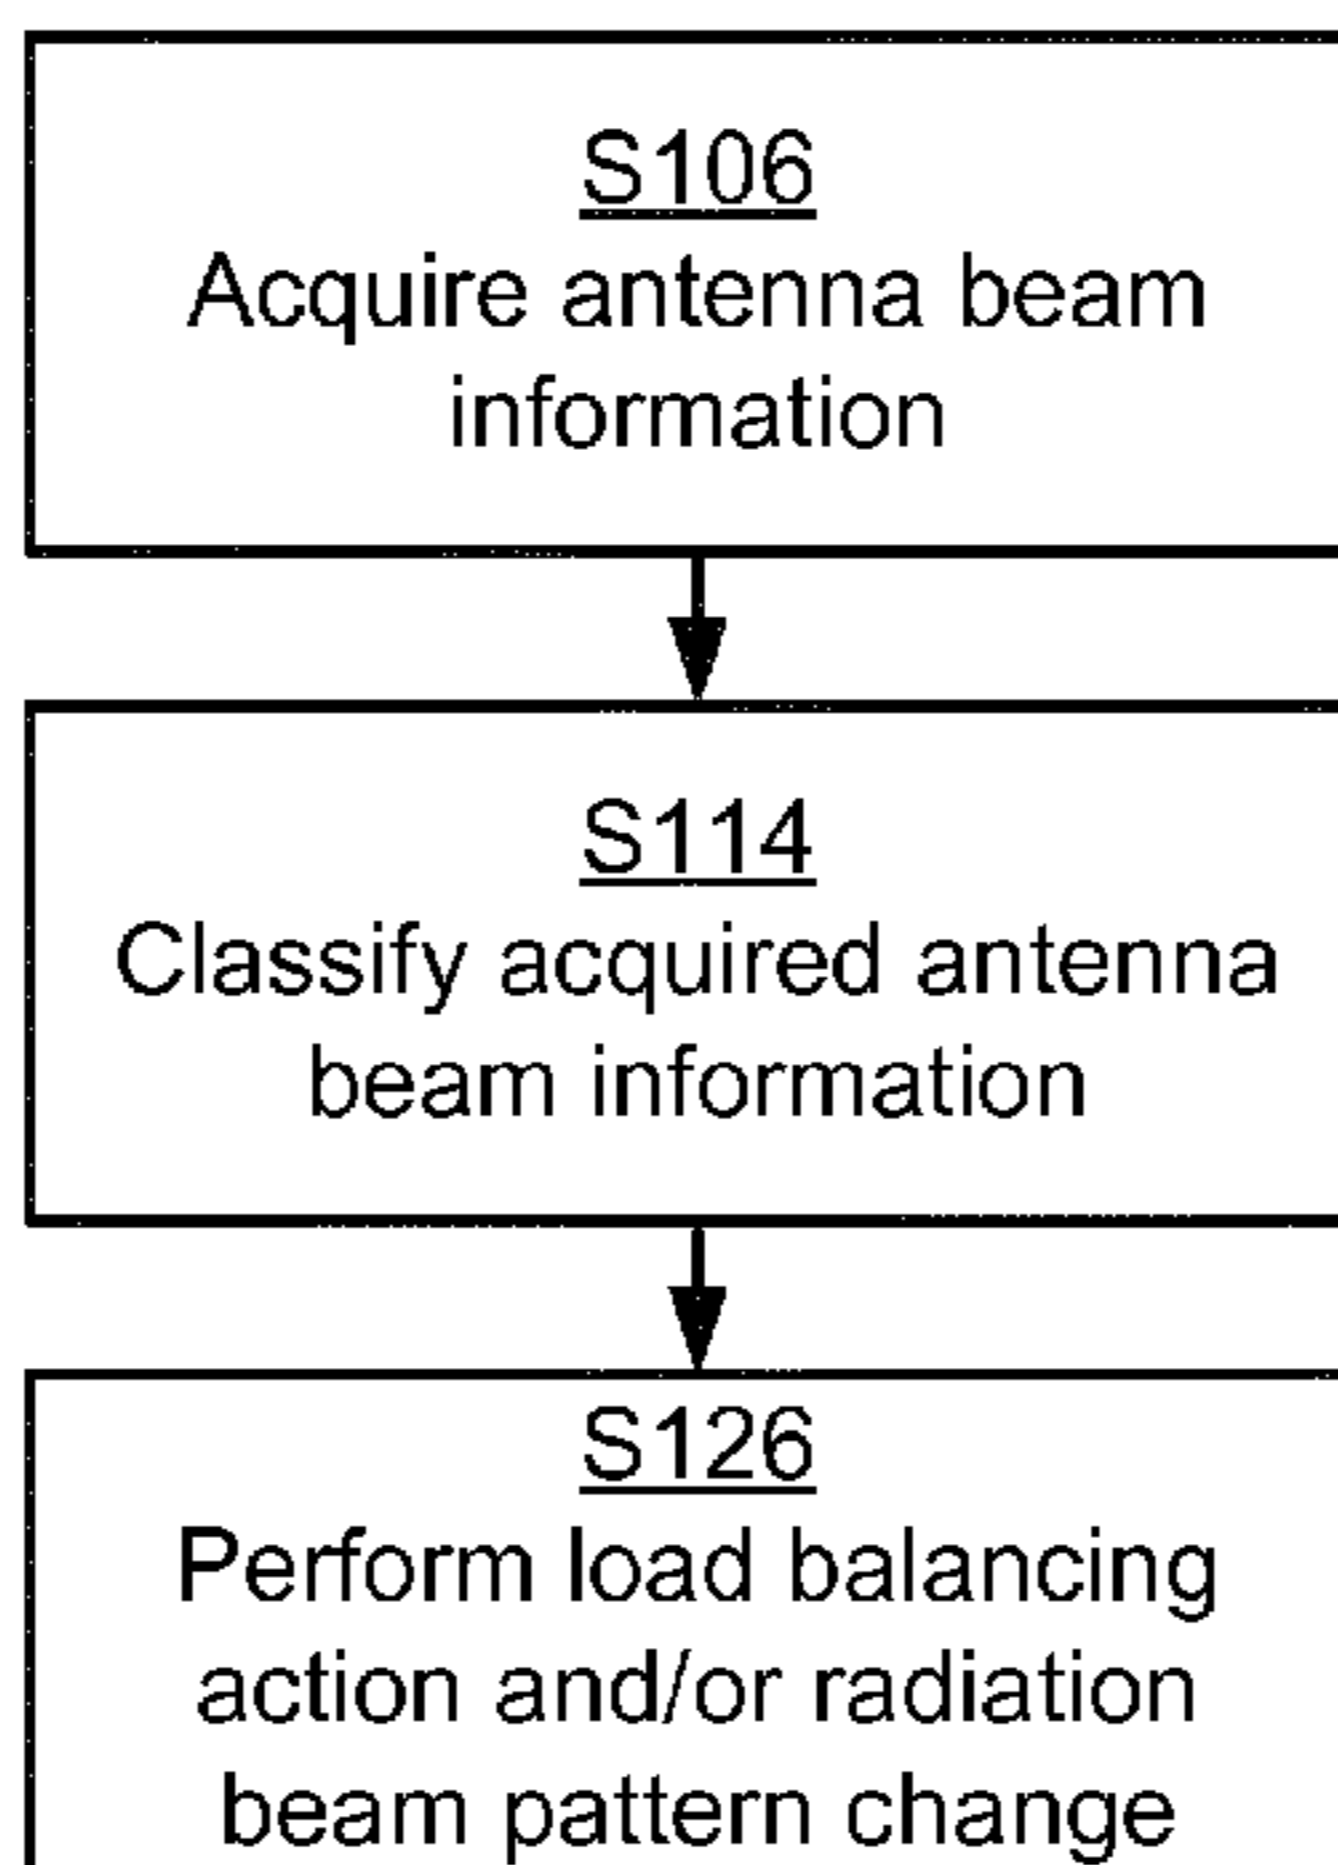 S106
Acquire antenna beam
information
S114
Classify acquired antenna
beam information
S126
Perform load balancing
action and/or radiation
beam pattern change